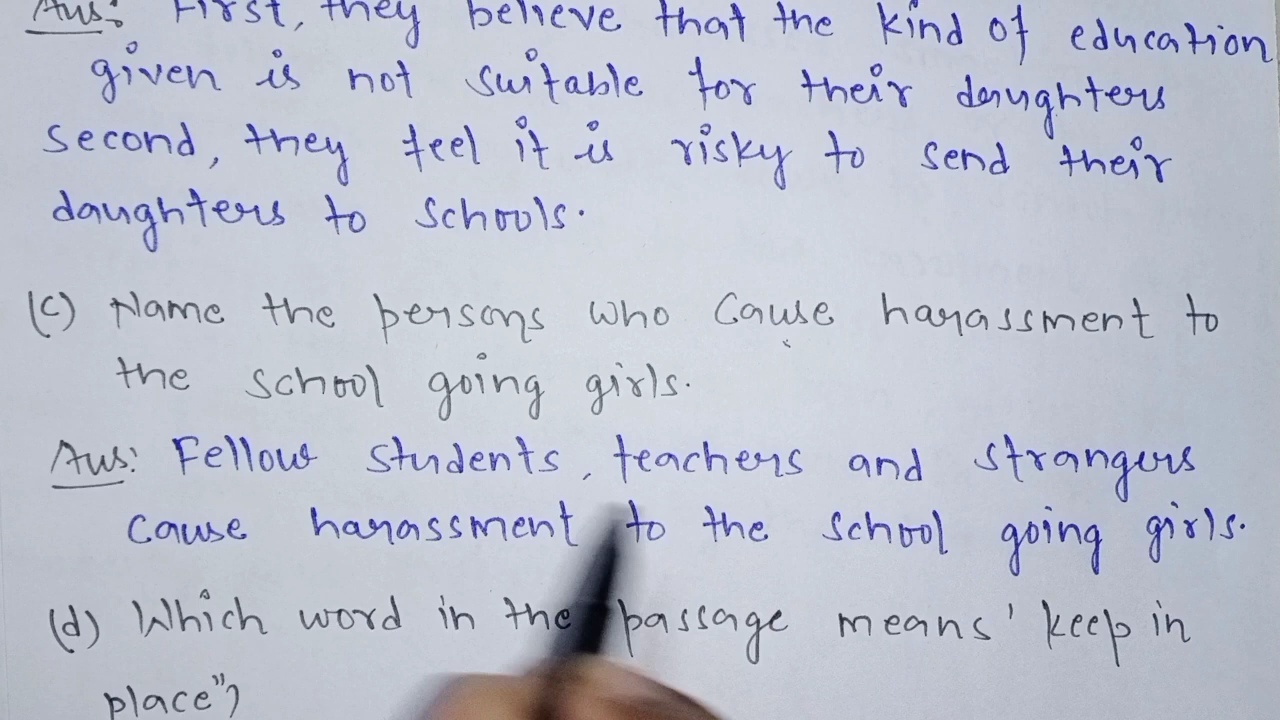 Ans: First, they believe that the kind of education
given is not suitable for their daughters
second, they feel it is risky to send their
daughters to schools.
(c) Name the persons who cause harassment to
the school going girls.
Ans: Fellow students, teachers and strangers
cause harassment to the school going girls.
(d) Which word in the passage means 'keep in
place"?